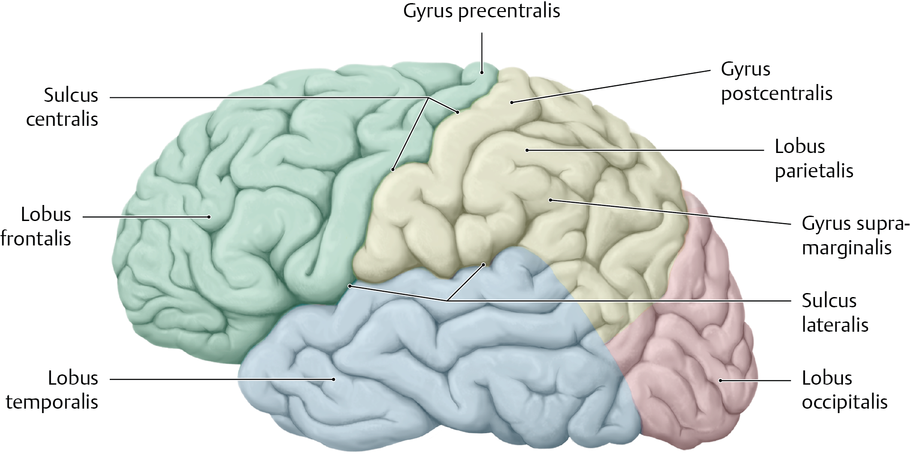 Gyrus precentralis
Sulcus
centralis
Gyrus
postcentralis
Lobus
parietalis
Lobus
frontalis
Gyrus supra-
marginalis
Sulcus
lateralis
Lobus
temporalis
Lobus
occipitalis